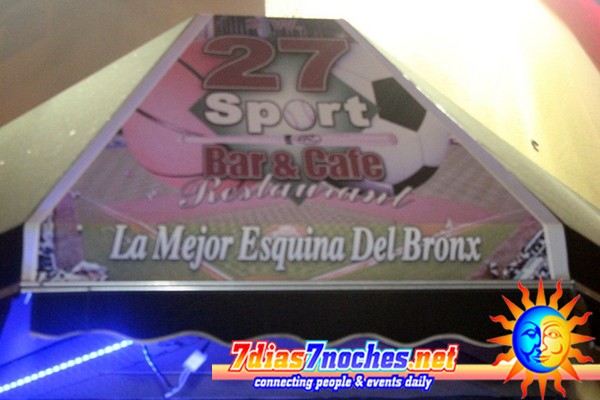 27
Sport
Bar & Cafe
Restaurant
La Mejor Esquina Del Bronx
7dias7noches.net
connecting people & events daily